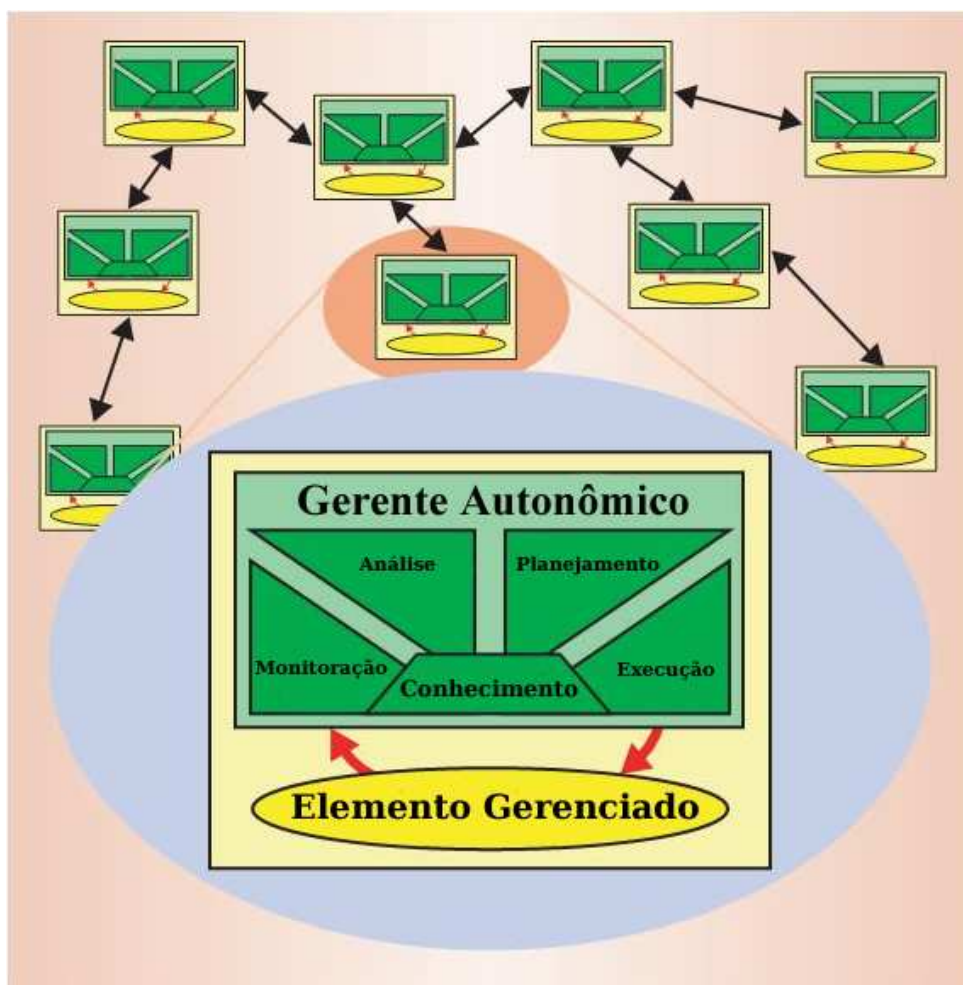 Gerente Autonômico
Análise
Planejamento
Monitoração
Conhecimento
Execução
Elemento Gerenciado